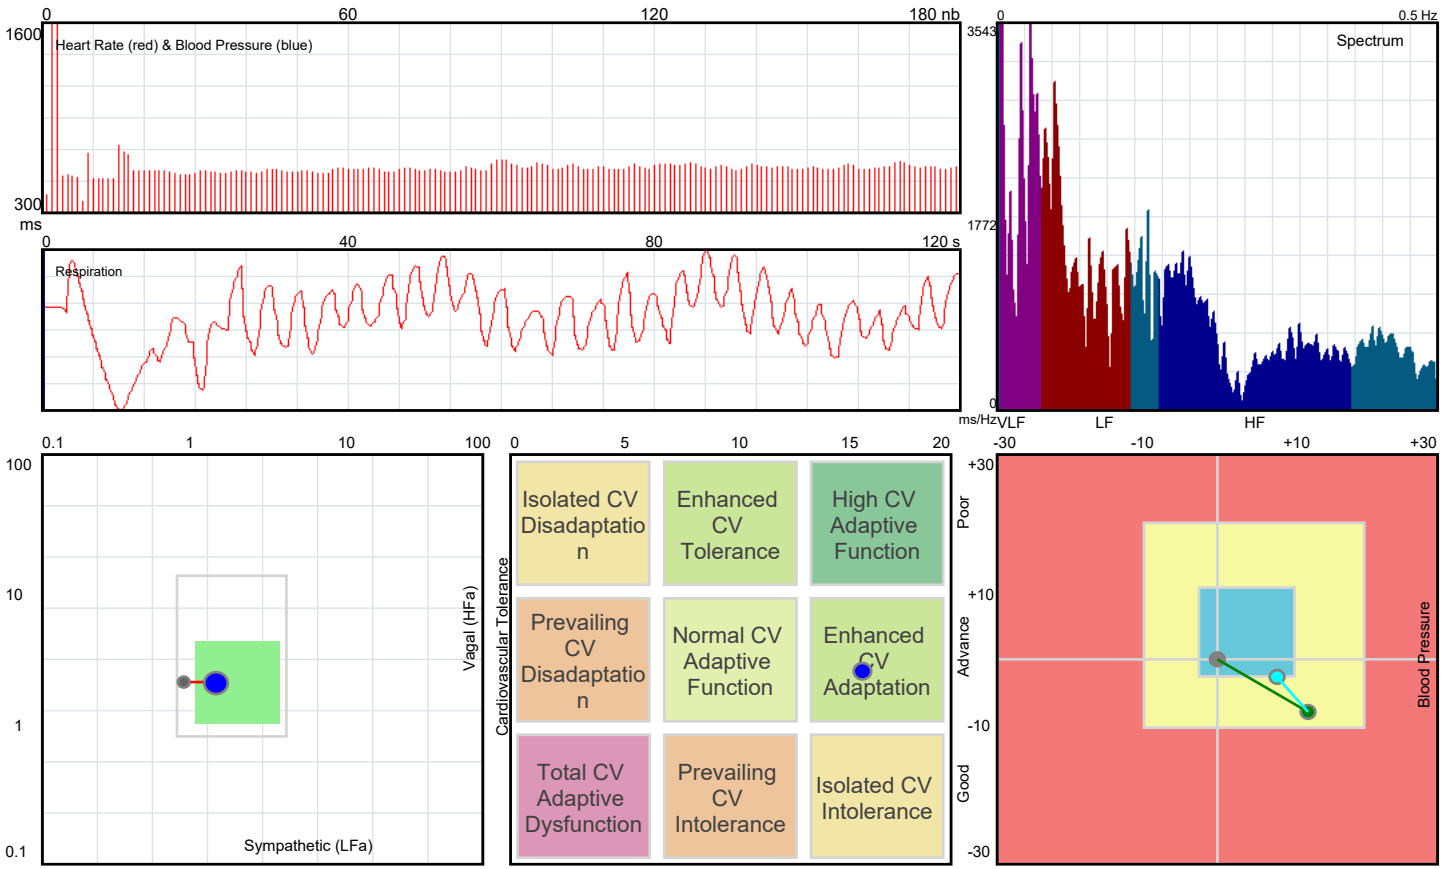 0 60 120 180 nb
1600
Heart Rate (red) & Blood Pressure (blue)
300
ms
0 40 80 120 s
Respiration
0 0.5 Hz
3543
Spectrum
1772
0
ms/Hz VLF LF HF
0.1 1 10 100
100
10
1
0.1
Vagal (HFa)
Sympathetic (LFa)
0 5 10 15 20
Cardiovascular Tolerance
Isolated CV
Disadaptatio
n
Enhanced
CV
Tolerance
High CV
Adaptive
Function
Prevailing
CV
Disadaptatio
n
Normal CV
Adaptive
Function
Enhanced
CV
Adaptation
Total CV
Adaptive
Dysfunction
Prevailing
CV
Intolerance
Isolated CV
Intolerance
-30 -10 +10 +30
+30
Poor
+10
Advance
-10
Good
-30
Blood Pressure